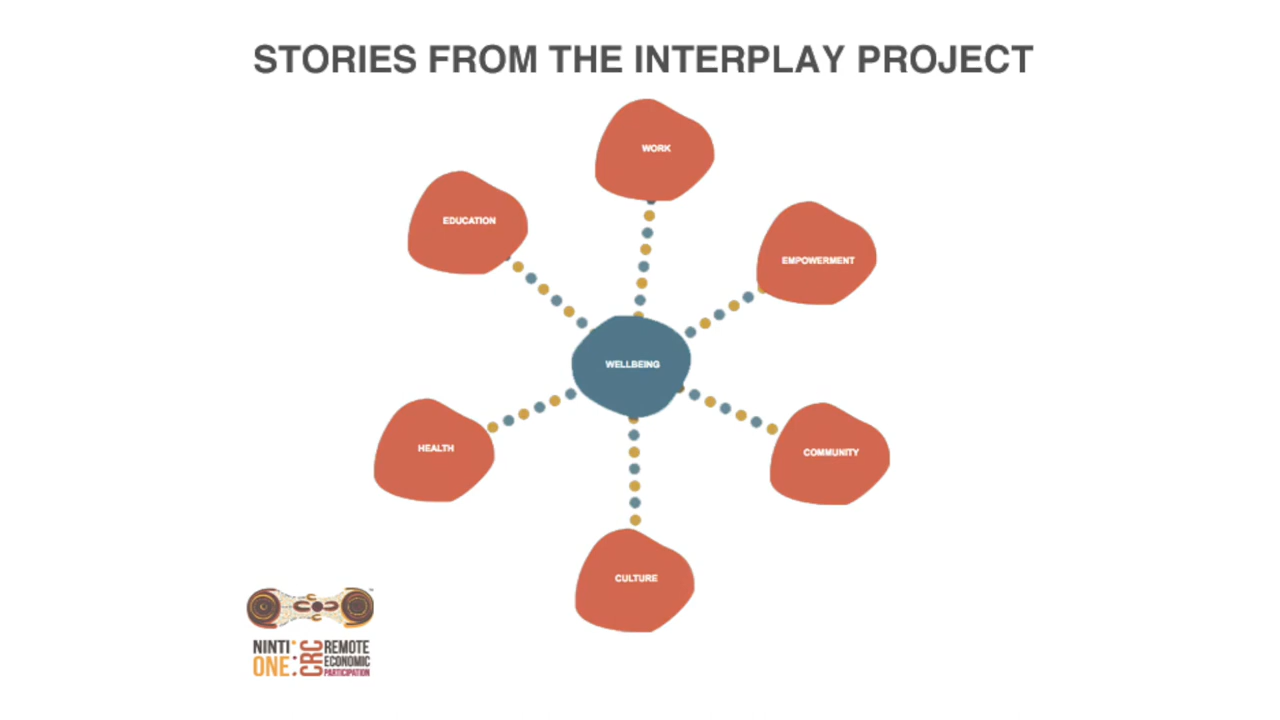 STORIES FROM THE INTERPLAY PROJECT
WORK
EDUCATION
EMPOWERMENT
WELLBEING
HEALTH
COMMUNITY
CULTURE
NINTI ONE
CRC
REMOTE
ECONOMIC
PARTICIPATION